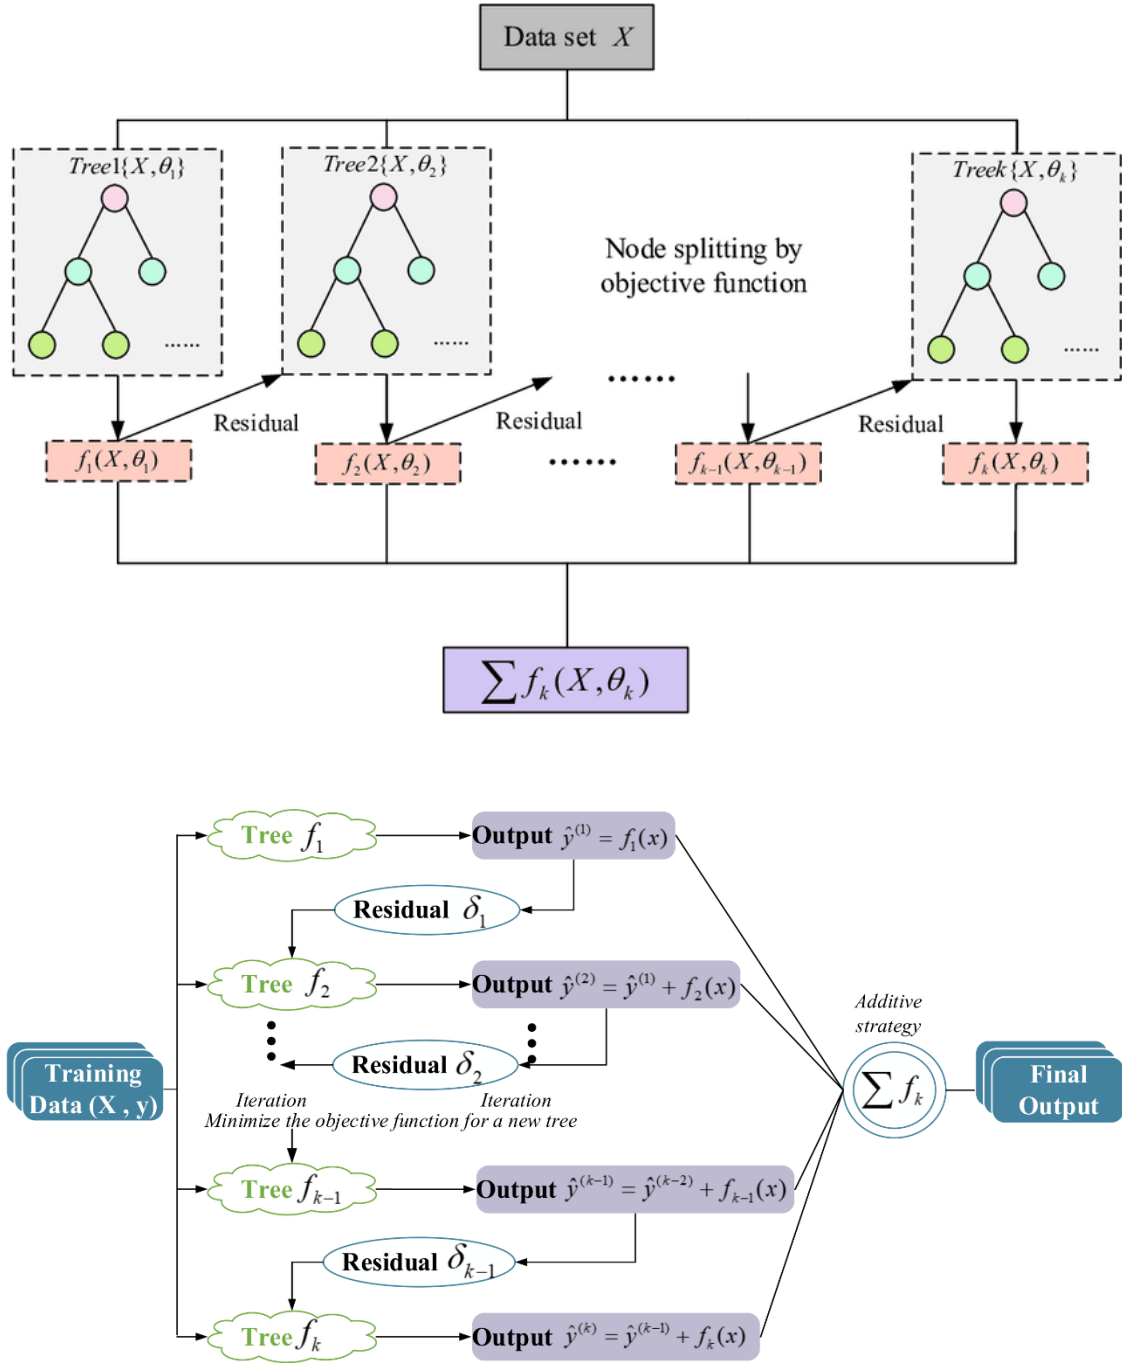 Data set X
Tree1{X,θ₁}
Tree2{X,θ₂}
Treek{X,θₖ}
Node splitting by
objective function
......
......
......
......
Residual
Residual
Residual
f₁(X,θ₁)
f₂(X,θ₂)
......
fₖ₋₁(X,θₖ₋₁)
fₖ(X,θₖ)
∑fₖ(X,θₖ)
Tree f₁
Output ŷ⁽¹⁾ = f₁(x)
Residual δ₁
Tree f₂
Output ŷ⁽²⁾ = ŷ⁽¹⁾ + f₂(x)
Additive
strategy
Residual δ₂
Training
Data (X , y)
∑fₖ
Final
Output
Iteration
Iteration
Minimize the objective function for a new tree
Tree fₖ₋₁
Output ŷ⁽ᵏ⁻¹⁾ = ŷ⁽ᵏ⁻²⁾ + fₖ₋₁(x)
Residual δₖ₋₁
Tree fₖ
Output ŷ⁽ᵏ⁾ = ŷ⁽ᵏ⁻¹⁾ + fₖ(x)